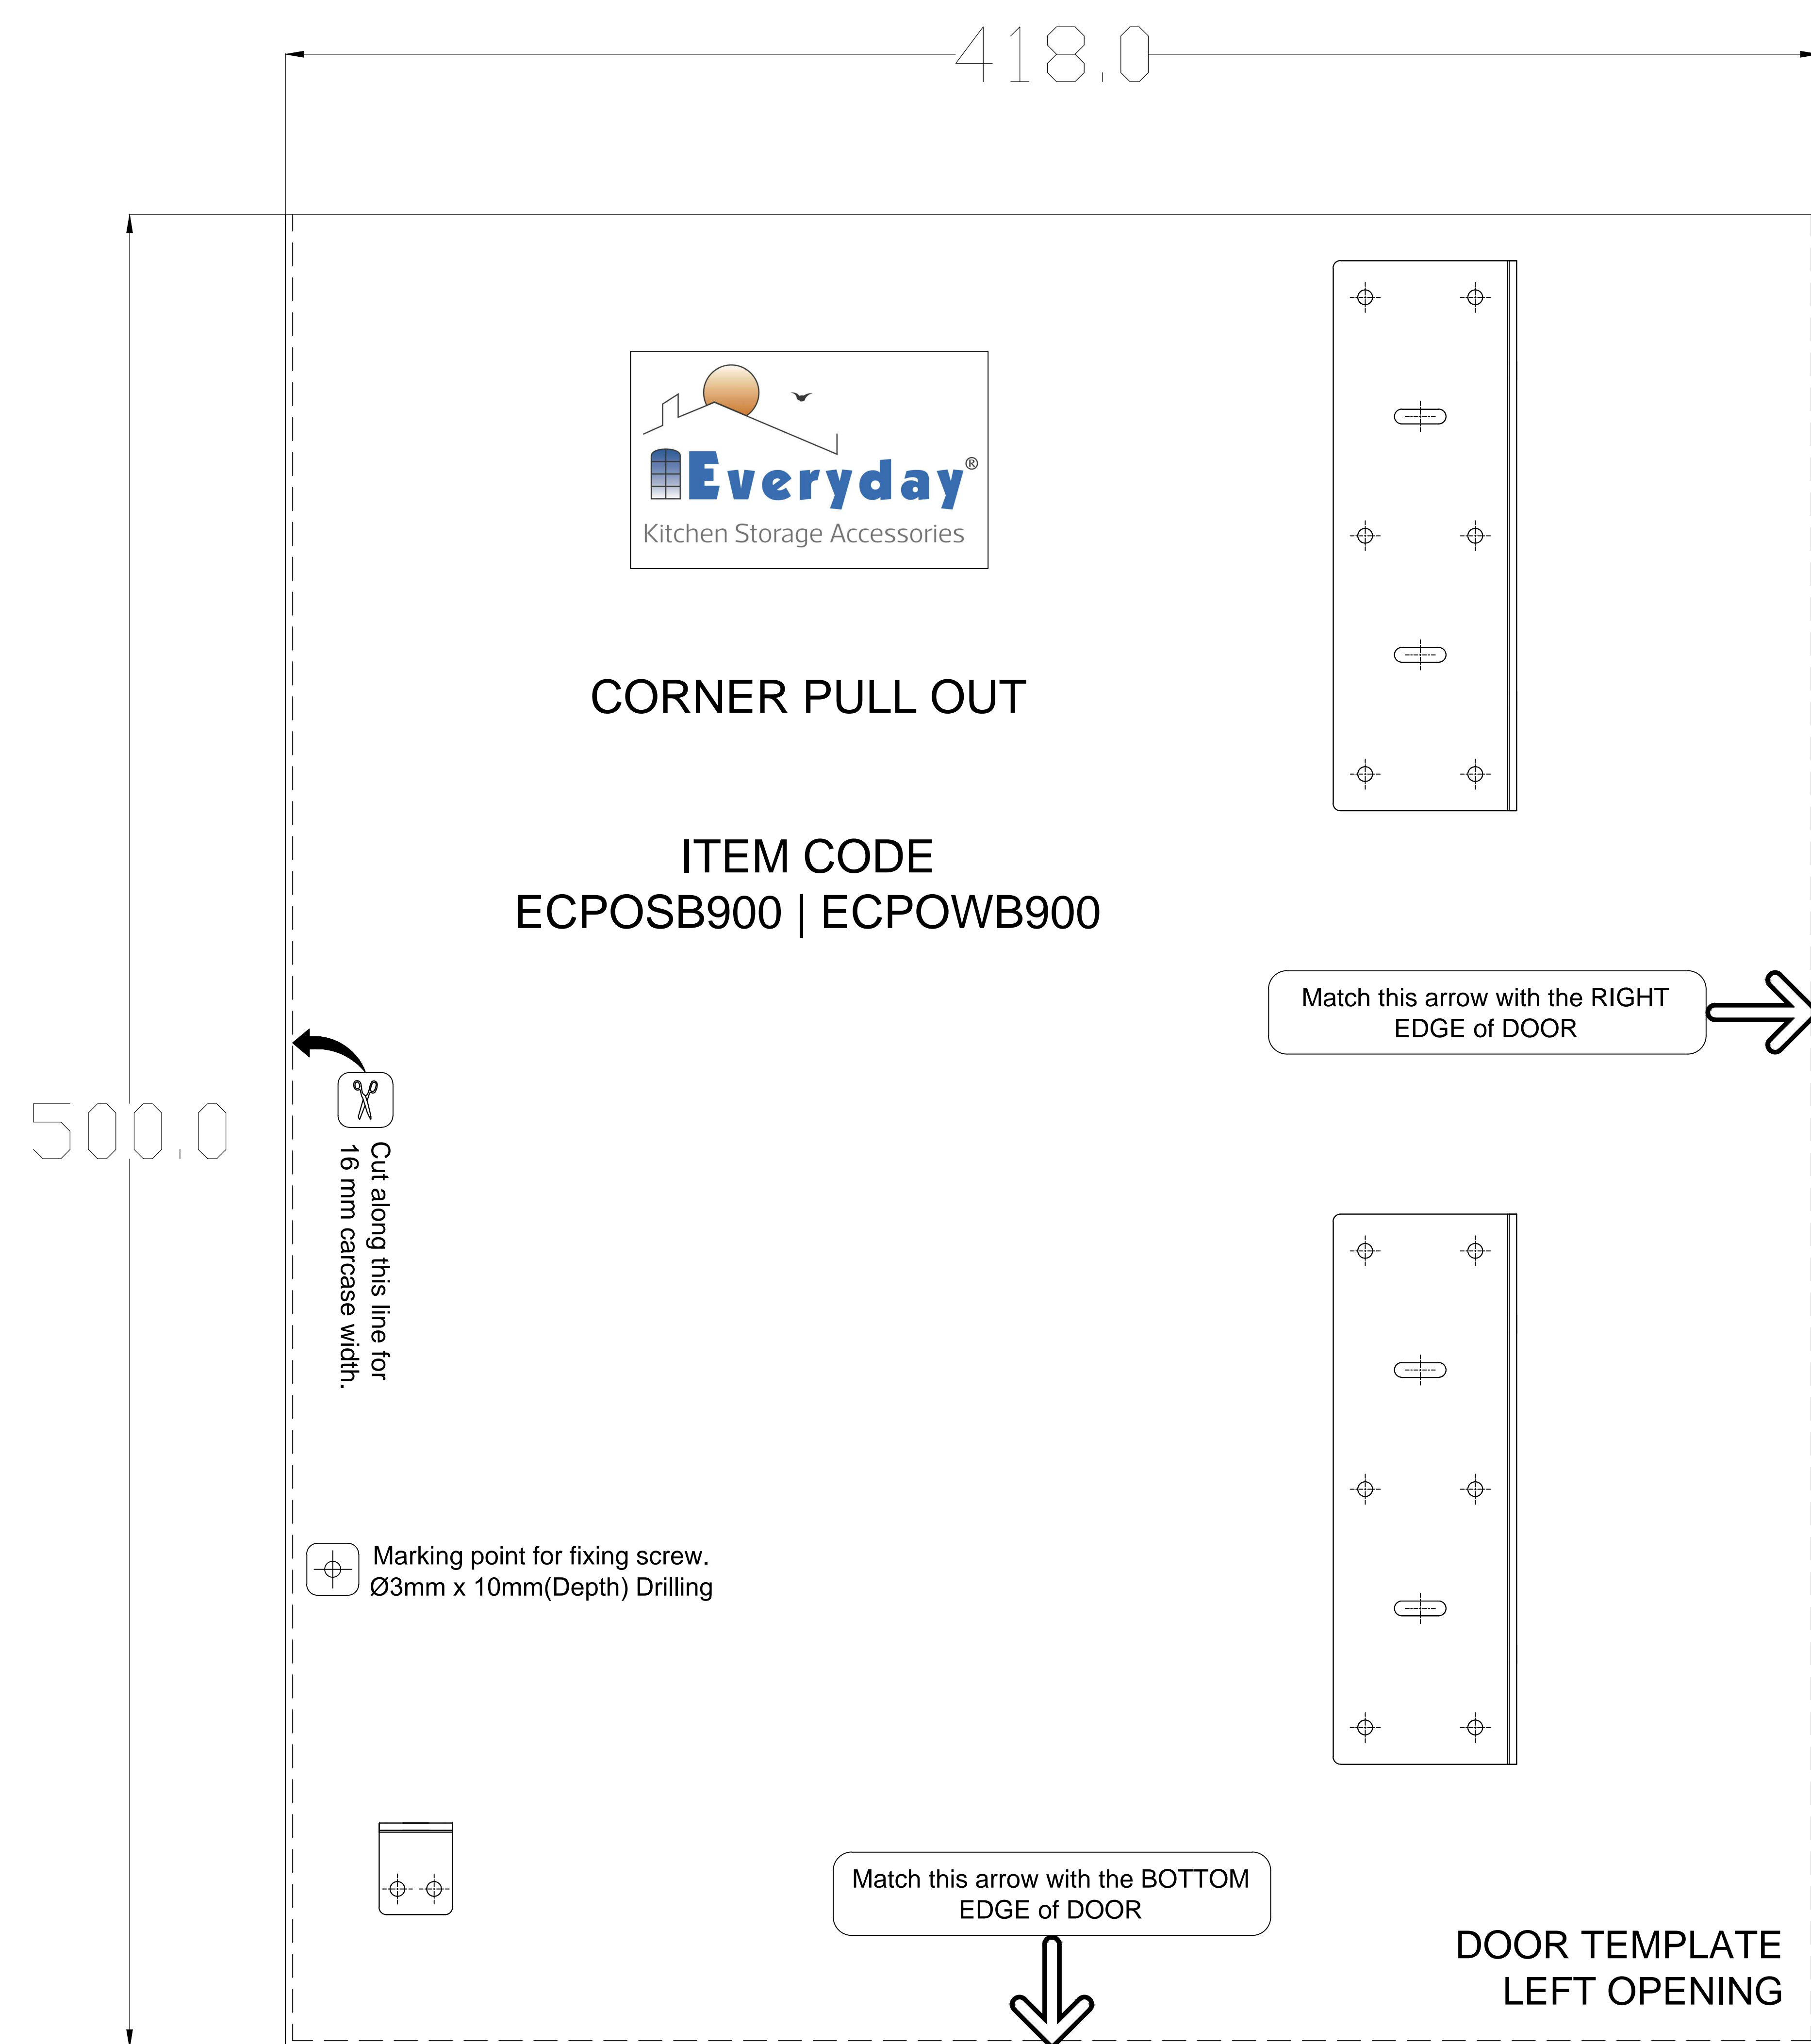 418.0
Everyday®
Kitchen Storage Accessories
CORNER PULL OUT
ITEM CODE
ECPOSB900 | ECPOWB900
Match this arrow with the RIGHT
EDGE of DOOR
500.0
Cut along this line for
16 mm carcase width.
Marking point for fixing screw.
Ø3mm x 10mm(Depth) Drilling
Match this arrow with the BOTTOM
EDGE of DOOR
DOOR TEMPLATE
LEFT OPENING